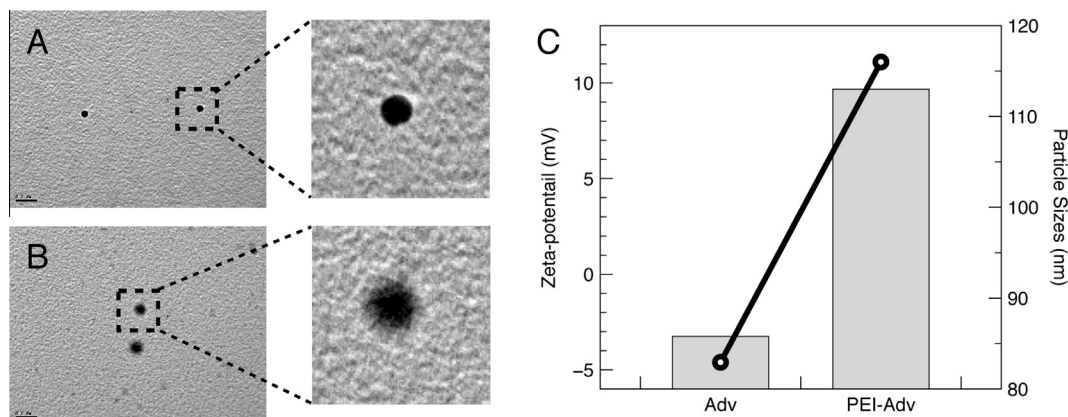 A
B
C
Zeta-potentail (mV)
10
5
0
−5
120
110
100
90
80
Particle Sizes (nm)
Adv
PEI-Adv